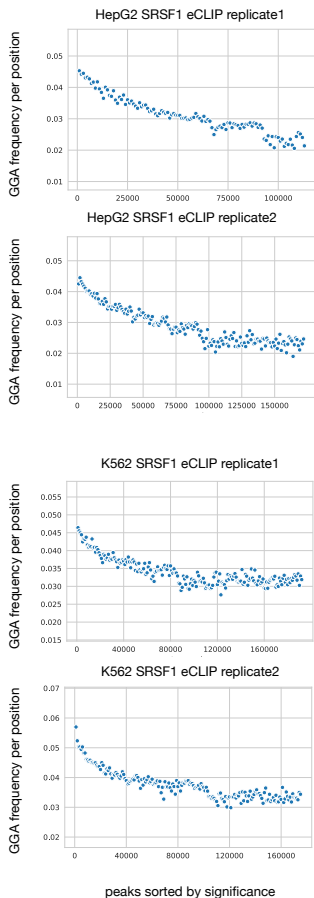 HepG2 SRSF1 eCLIP replicate1
GGA frequency per position
0.05
0.04
0.03
0.02
0.01
0 25000 50000 75000 100000
HepG2 SRSF1 eCLIP replicate2
GGA frequency per position
0.05
0.04
0.03
0.02
0.01
0 25000 50000 75000 100000 125000 150000
K562 SRSF1 eCLIP replicate1
GGA frequency per position
0.055
0.050
0.045
0.040
0.035
0.030
0.025
0.020
0.015
0 40000 80000 120000 160000
K562 SRSF1 eCLIP replicate2
GGA frequency per position
0.07
0.06
0.05
0.04
0.03
0.02
0 40000 80000 120000 160000
peaks sorted by significance